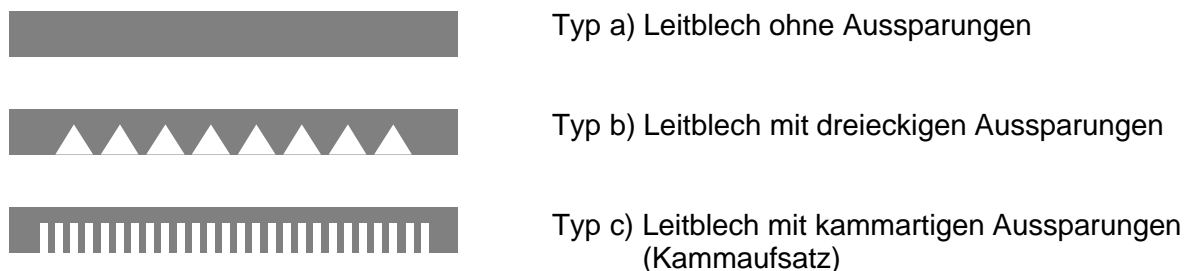 Typ a) Leitblech ohne Aussparungen
Typ b) Leitblech mit dreieckigen Aussparungen
Typ c) Leitblech mit kammartigen Aussparungen
(Kammaufsatz)